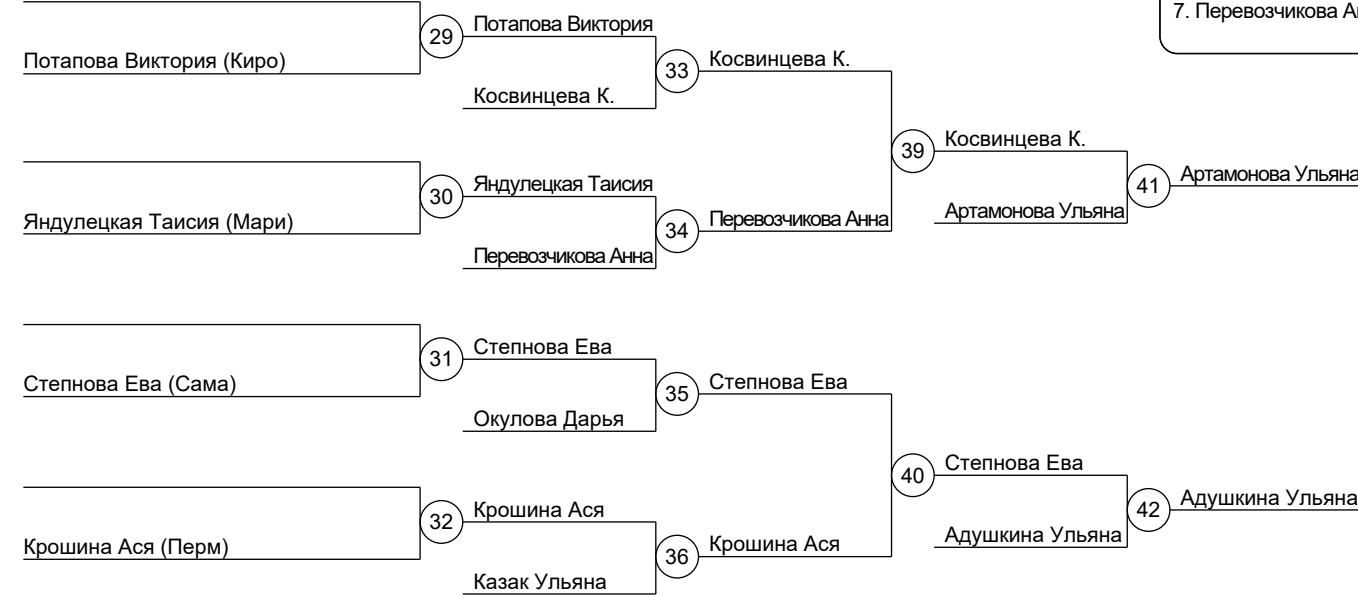 7. Перевозчикова
29
Потапова Виктория
Потапова Виктория (Киро)
33
Косвинцева К.
Косвинцева К.
39
Косвинцева К.
30
Яндулецкая Таисия
41
Артамонова Ульяна
Яндулецкая Таисия (Мари)
34
Перевозчикова Анна
Артамонова Ульяна
Перевозчикова Анна
31
Степнова Ева
Степнова Ева (Сама)
35
Степнова Ева
Окулова Дарья
40
Степнова Ева
32
Крошина Ася
42
Адушкина Ульяна
Крошина Ася (Перм)
36
Крошина Ася
Адушкина Ульяна
Казак Ульяна